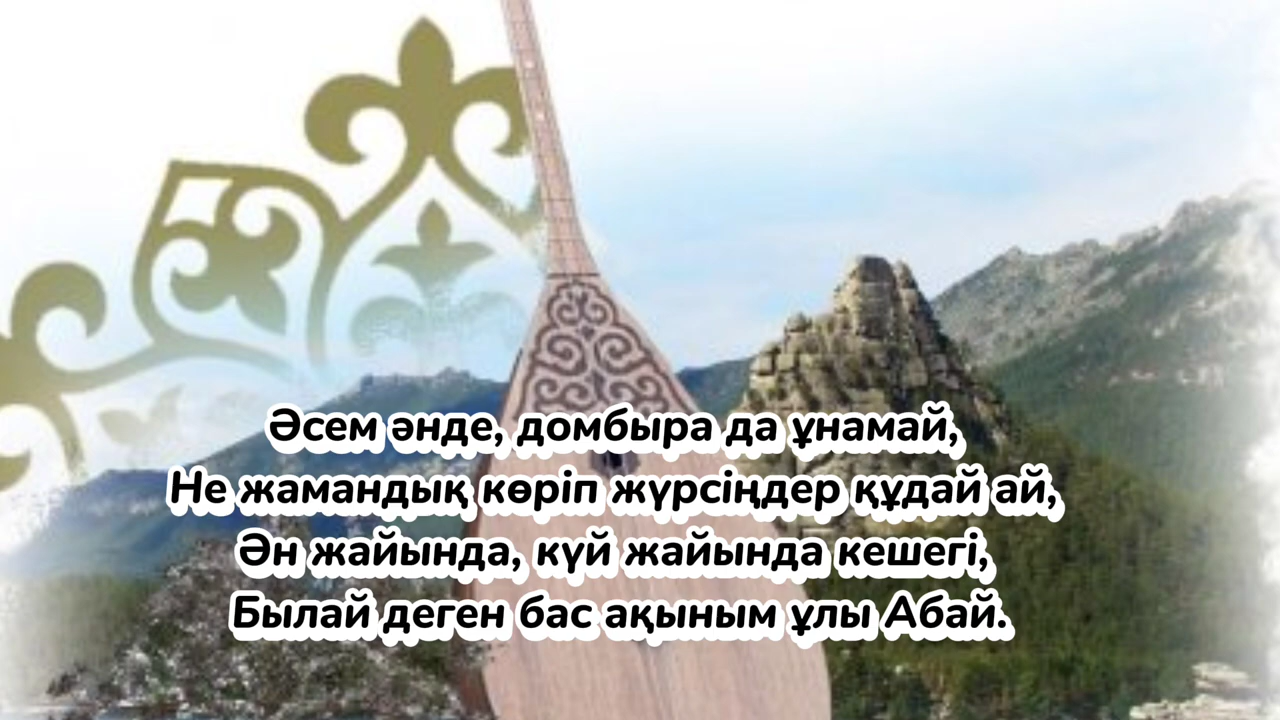 Әсем әнде, домбыра да ұнамай,
Не жамандық көріп жүрсіңдер құдай ай,
Ән жайында, күй жайында кешегі,
Былай деген бас ақыным ұлы Абай.